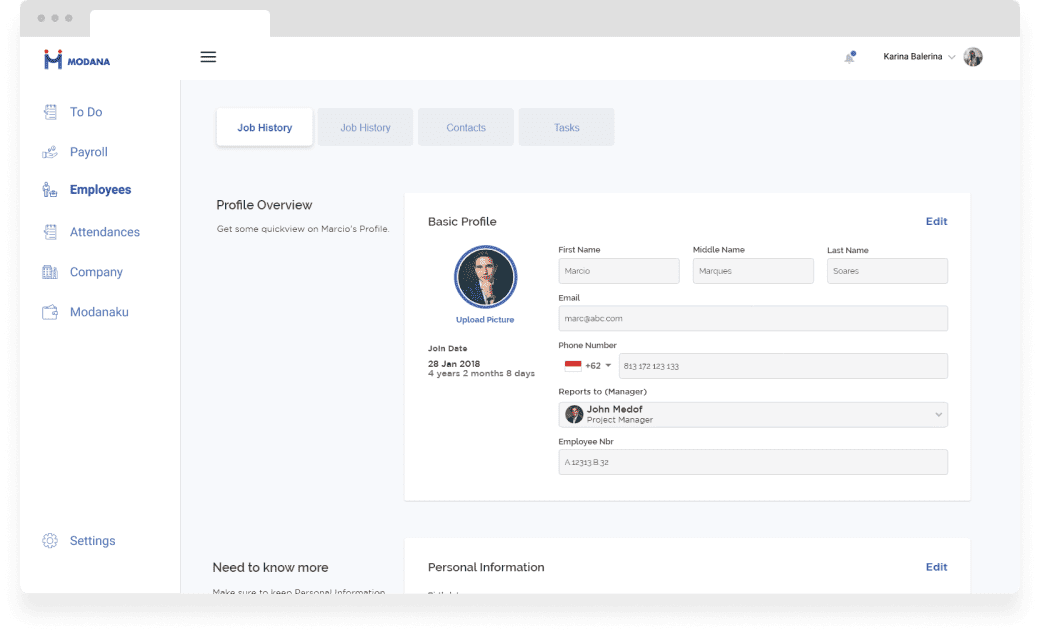 MODANA
Karina Balerina
To Do
Payroll
Employees
Attendances
Company
Modanaku
Settings
Job History
Job History
Contacts
Tasks
Profile Overview
Get some quickview on Marcio's Profile.
Basic Profile
Edit
Upload Picture
Join Date
28 Jan 2018
4 years 2 months 8 days
First Name
Middle Name
Last Name
Marcio
Marques
Soares
Email
marc@abc.com
Phone Number
+62
813 172 123 133
Reports to (Manager)
John Medof
Project Manager
Employee Nbr
A.12313.B.32
Need to know more
Make sure to keep Personal Information
Personal Information
Edit